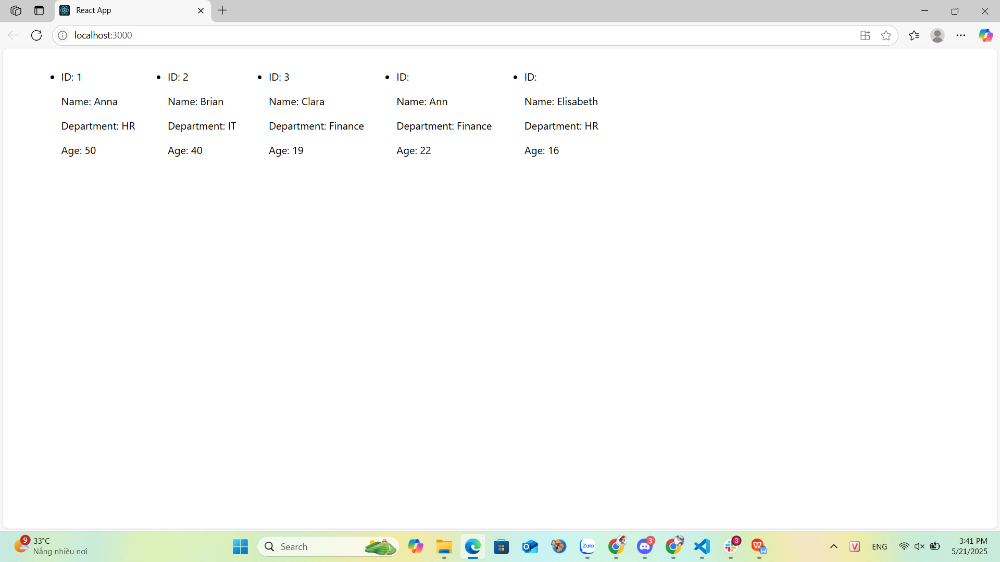 React App
localhost:3000
ID: 1
Name: Anna
Department: HR
Age: 50
ID: 2
Name: Brian
Department: IT
Age: 40
ID: 3
Name: Clara
Department: Finance
Age: 19
ID:
Name: Ann
Department: Finance
Age: 22
ID:
Name: Elisabeth
Department: HR
Age: 16
9
33°C
Nắng nhiều nơi
Search
Zalo
3
3
V
ENG
3:41 PM
5/21/2025